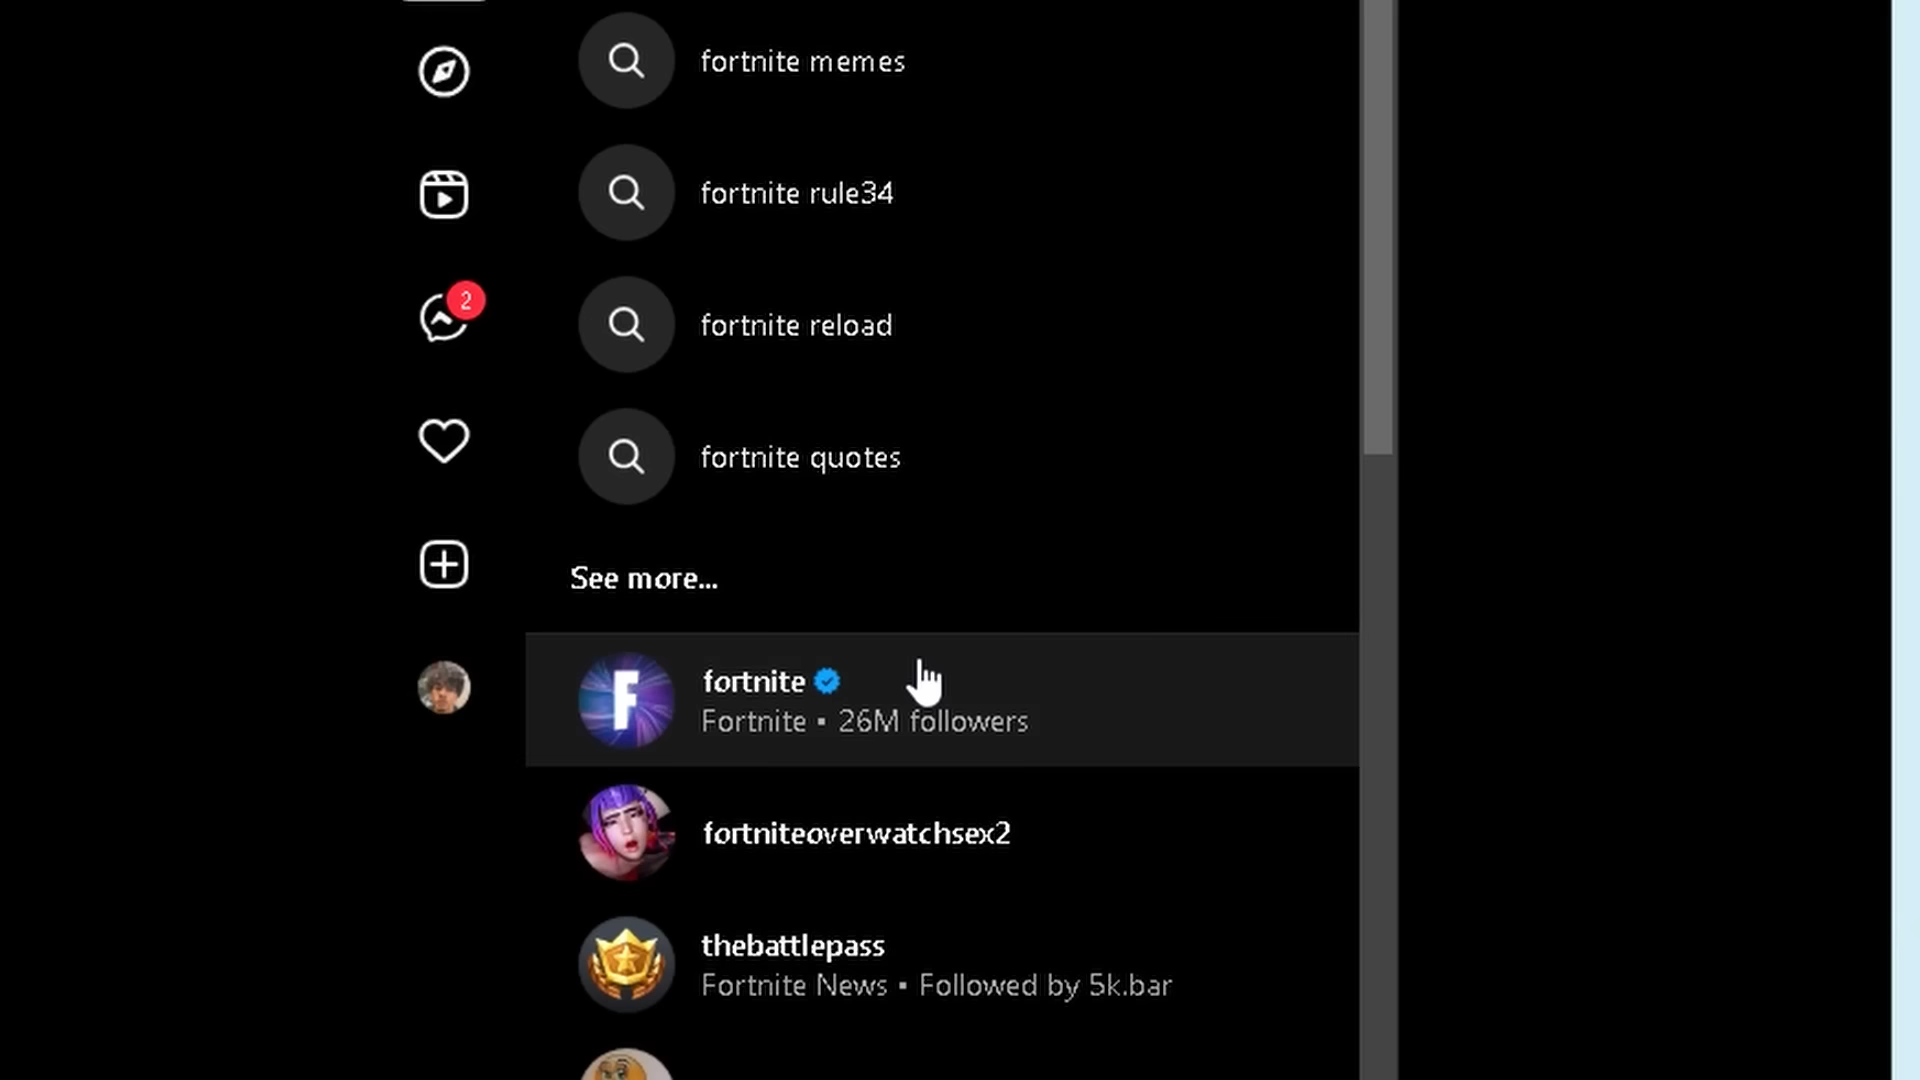 fortnite memes
fortnite rule34
fortnite reload
2
fortnite quotes
See more...
fortnite
Fortnite • 26M followers
fortniteoverwatchsex2
thebattlepass
Fortnite News • Followed by 5k.bar